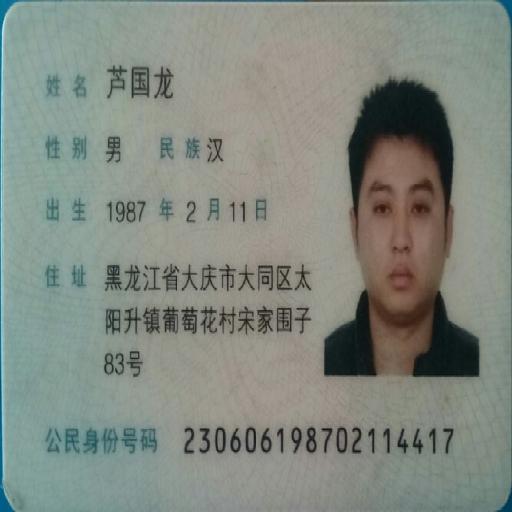 姓名 芦国龙
性别 男 民族 汉
出生 1987 年 2 月 11 日
住址 黑龙江省大庆市大同区太
阳升镇葡萄花村宋家围子
83号
公民身份号码 230606198702114417